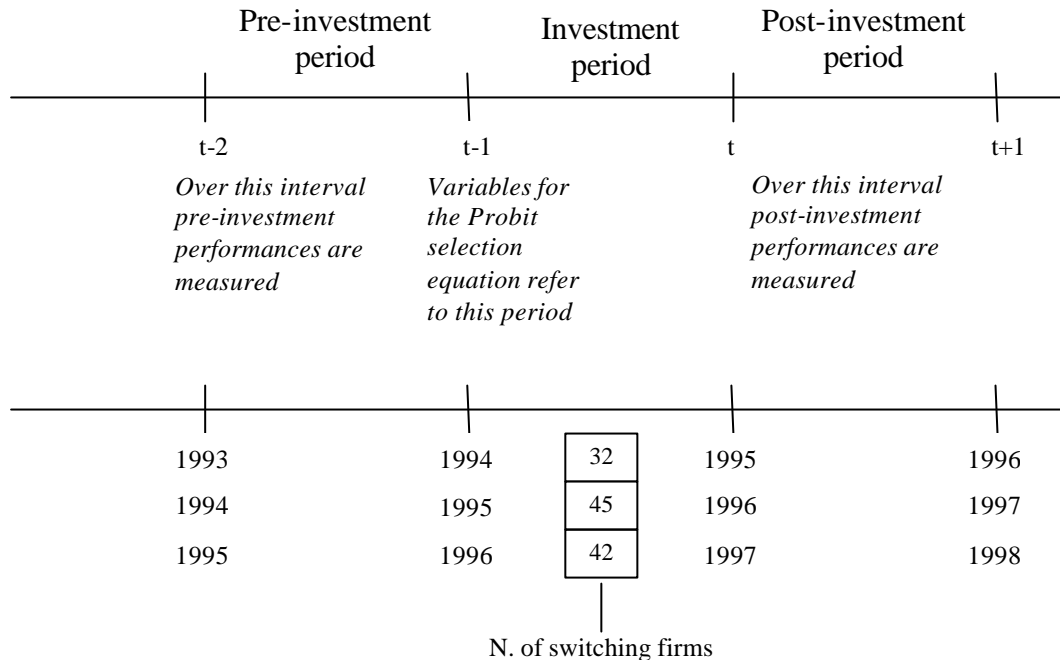 Pre-investment
period
Investment
period
Post-investment
period
t-2
t-1
t
t+1
Over this interval
pre-investment
performances are
measured
Variables for
the Probit
selection
equation refer
to this period
Over this interval
post-investment
performances are
measured
1993 1994 32 1995 1996
1994 1995 45 1996 1997
1995 1996 42 1997 1998
N. of switching firms